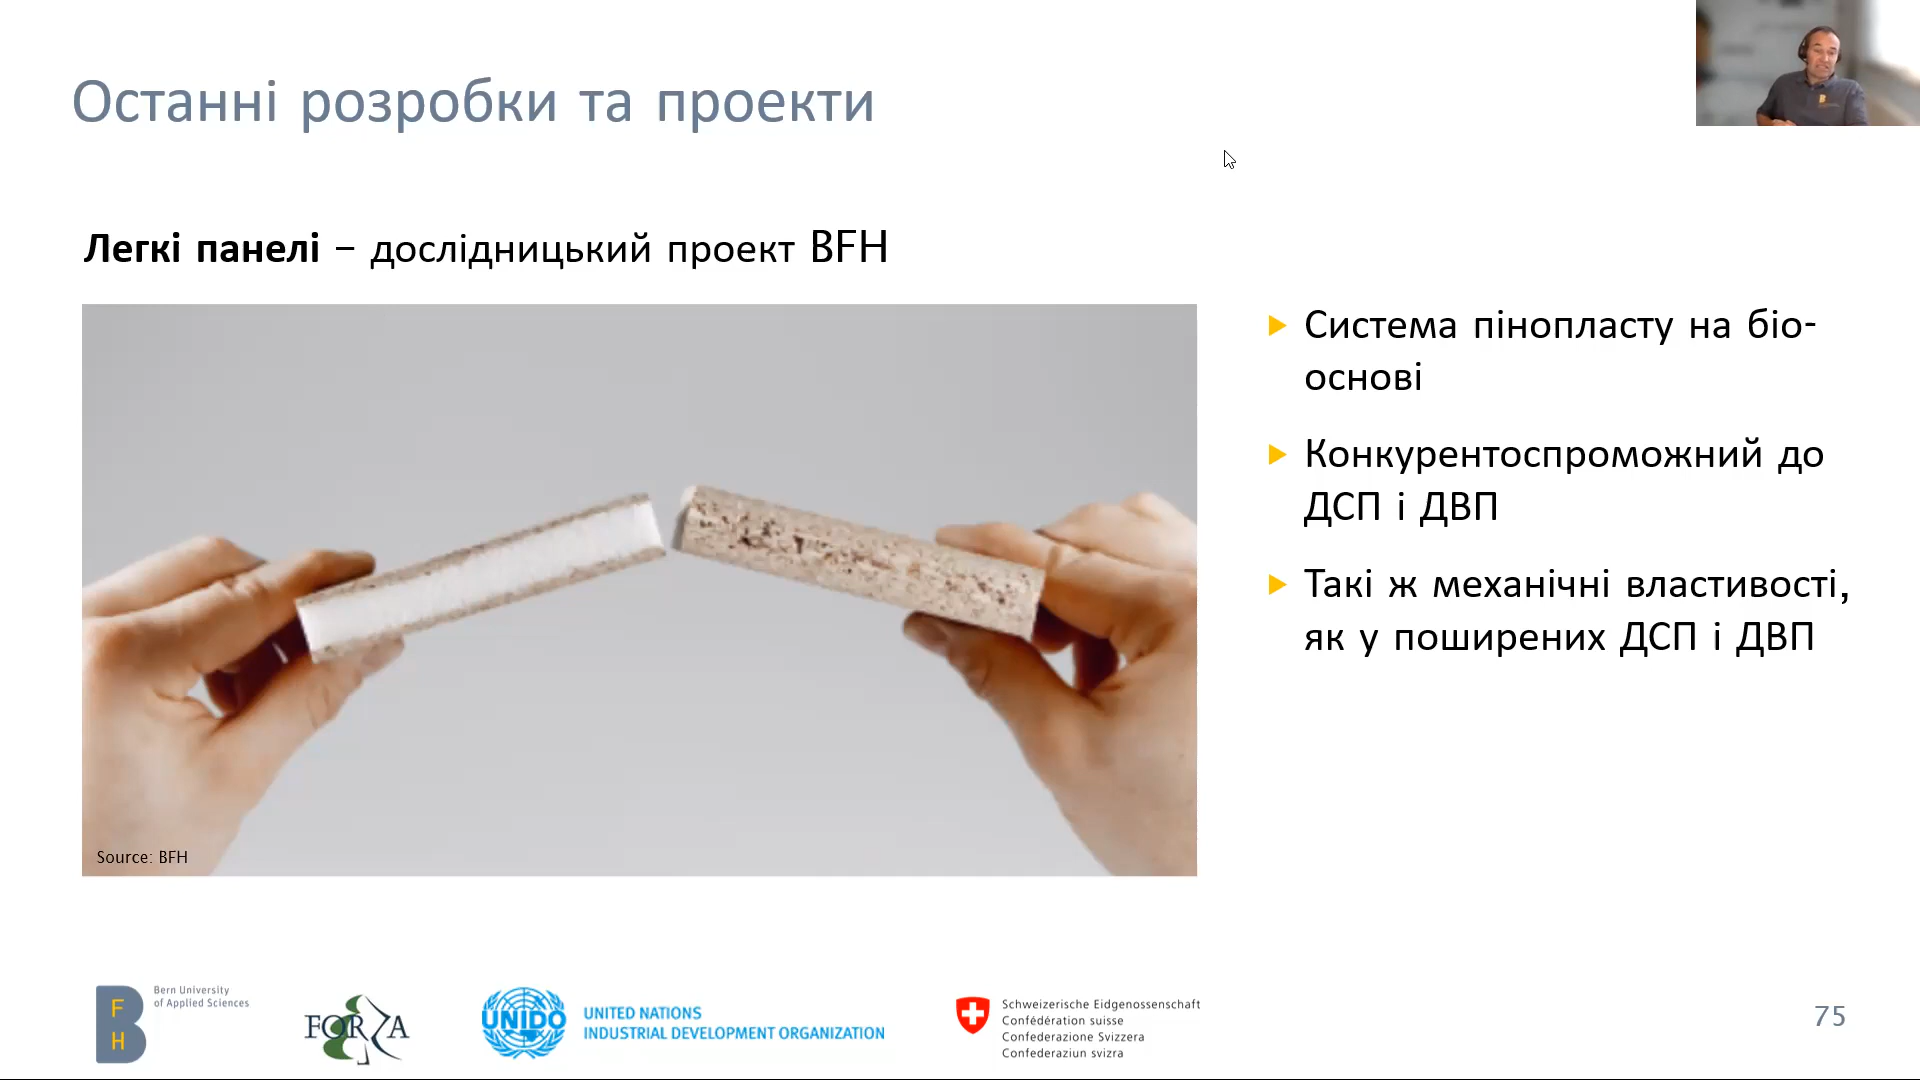 Останні розробки та проекти
Легкі панелі – дослідницький проект BFH
Система пінопласту на біо-
основі
Конкурентоспроможний до
ДСП і ДВП
Такі ж механічні властивості,
як у поширених ДСП і ДВП
Source: BFH
B
F
H
Bern University
of Applied Sciences
FORZA
UNIDO
UNITED NATIONS
INDUSTRIAL DEVELOPMENT ORGANIZATION
Schweizerische Eidgenossenschaft
Confédération suisse
Confederazione Svizzera
Confederaziun svizra
75